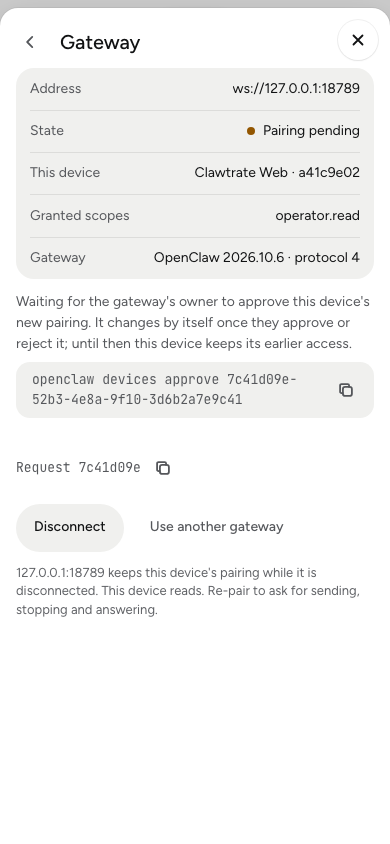 Gateway
Address ws://127.0.0.1:18789
State Pairing pending
This device Clawtrate Web · a41c9e02
Granted scopes operator.read
Gateway OpenClaw 2026.10.6 · protocol 4
Waiting for the gateway's owner to approve this device's
new pairing. It changes by itself once they approve or
reject it; until then this device keeps its earlier access.
openclaw devices approve 7c41d09e-
52b3-4e8a-9f10-3d6b2a7e9c41
Request 7c41d09e
Disconnect Use another gateway
127.0.0.1:18789 keeps this device's pairing while it is
disconnected. This device reads. Re-pair to ask for sending,
stopping and answering.